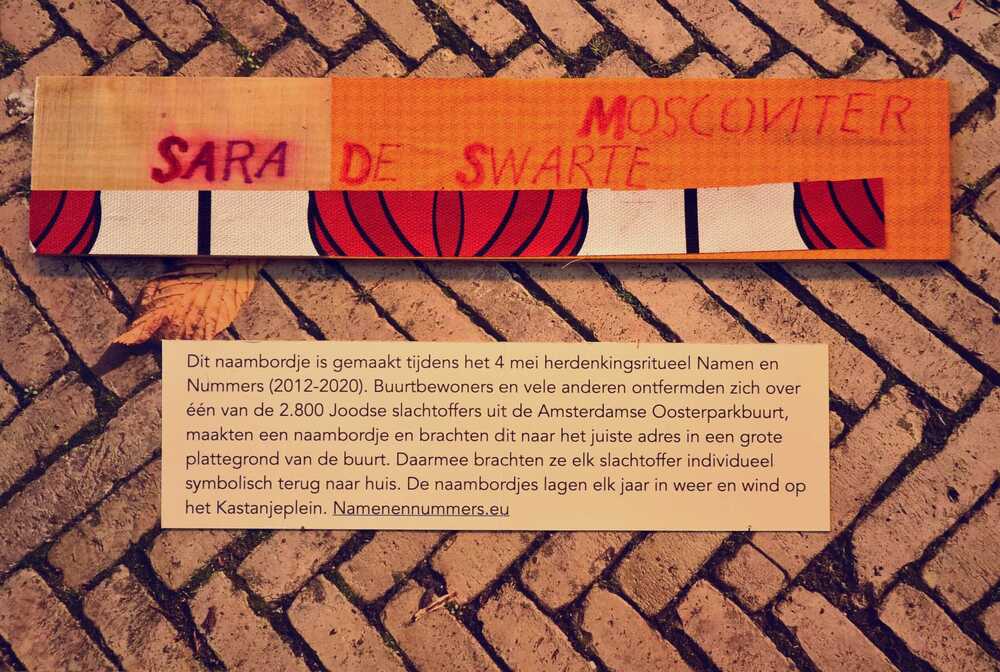 MOSCOVITER
SARA DE SWARTE
Dit naambordje is gemaakt tijdens het 4 mei herdenkingsritueel Namen en
Nummers (2012-2020). Buurtbewoners en vele anderen ontfermden zich over
één van de 2.800 Joodse slachtoffers uit de Amsterdamse Oosterparkbuurt,
maakten een naambordje en brachten dit naar het juiste adres in een grote
plattegrond van de buurt. Daarmee brachten ze elk slachtoffer individueel
symbolisch terug naar huis. De naambordjes lagen elk jaar in weer en wind op
het Kastanjeplein. Namenennummers.eu